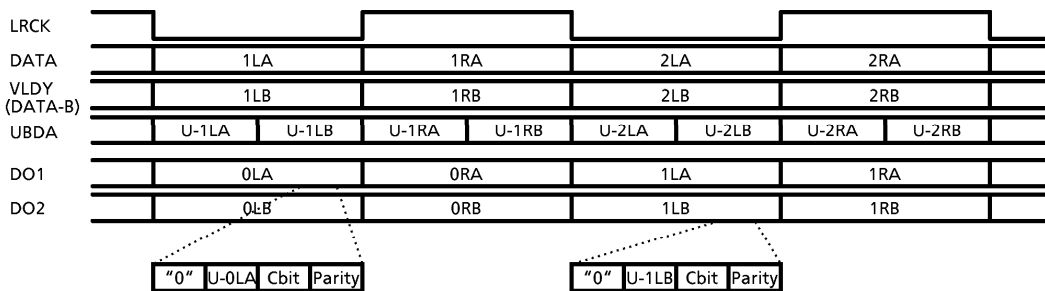 LRCK
DATA 1LA 1RA 2LA 2RA
VLDY
(DATA-B) 1LB 1RB 2LB 2RB
UBDA U-1LA U-1LB U-1RA U-1RB U-2LA U-2LB U-2RA U-2RB
DO1 0LA 0RA 1LA 1RA
DO2 0LB 0RB 1LB 1RB
“0“ U-0LA Cbit Parity “0“ U-1LB Cbit Parity